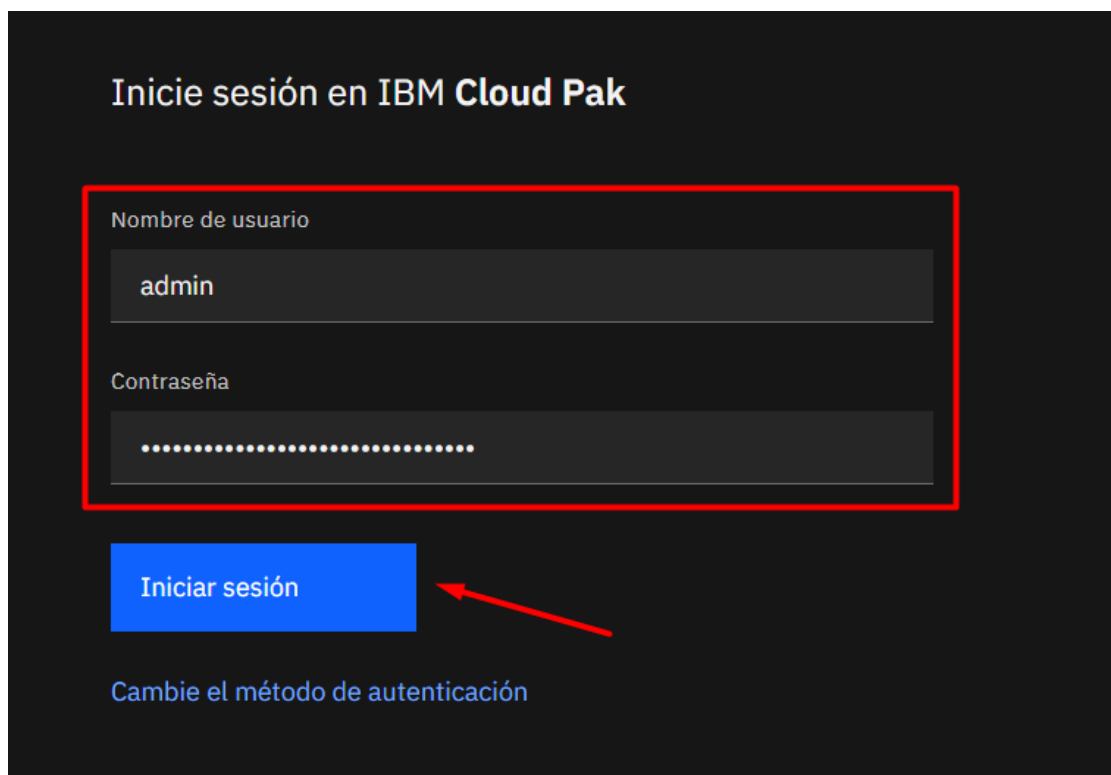 Inicie sesión en IBM Cloud Pak
Nombre de usuario
admin
Contraseña
••••••••••••••••••••••••••••••••
Iniciar sesión
Cambie el método de autenticación